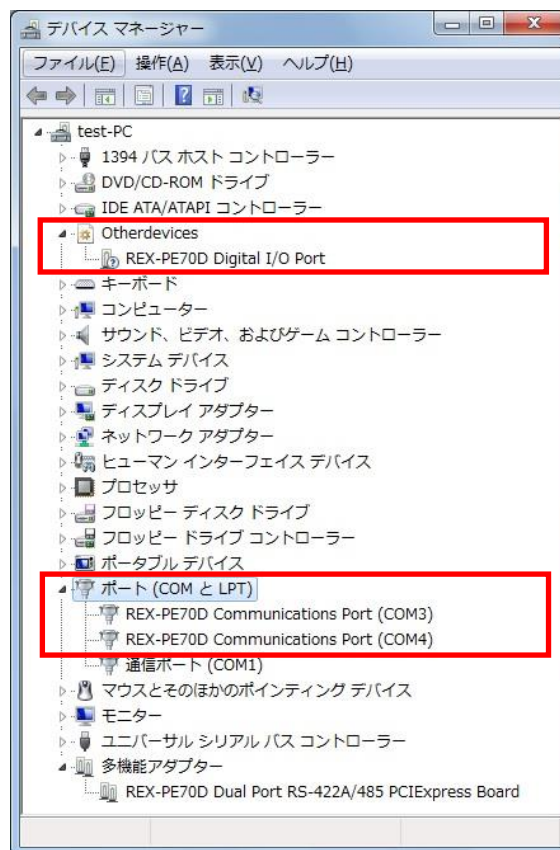 デバイス マネージャー
ファイル(F) 操作(A) 表示(V) ヘルプ(H)
test-PC
1394 バス ホスト コントローラー
DVD/CD-ROM ドライブ
IDE ATA/ATAPI コントローラー
Otherdevices
REX-PE70D Digital I/O Port
キーボード
コンピューター
サウンド、ビデオ、およびゲーム コントローラー
システム デバイス
ディスク ドライブ
ディスプレイ アダプター
ネットワーク アダプター
ヒューマン インターフェイス デバイス
プロセッサ
フロッピー ディスク ドライブ
フロッピー ドライブ コントローラー
ポータブル デバイス
ポート (COM と LPT)
REX-PE70D Communications Port (COM3)
REX-PE70D Communications Port (COM4)
通信ポート (COM1)
マウスとそのほかのポインティング デバイス
モニター
ユニバーサル シリアル バス コントローラー
多機能アダプター
REX-PE70D Dual Port RS-422A/485 PCIExpress Board